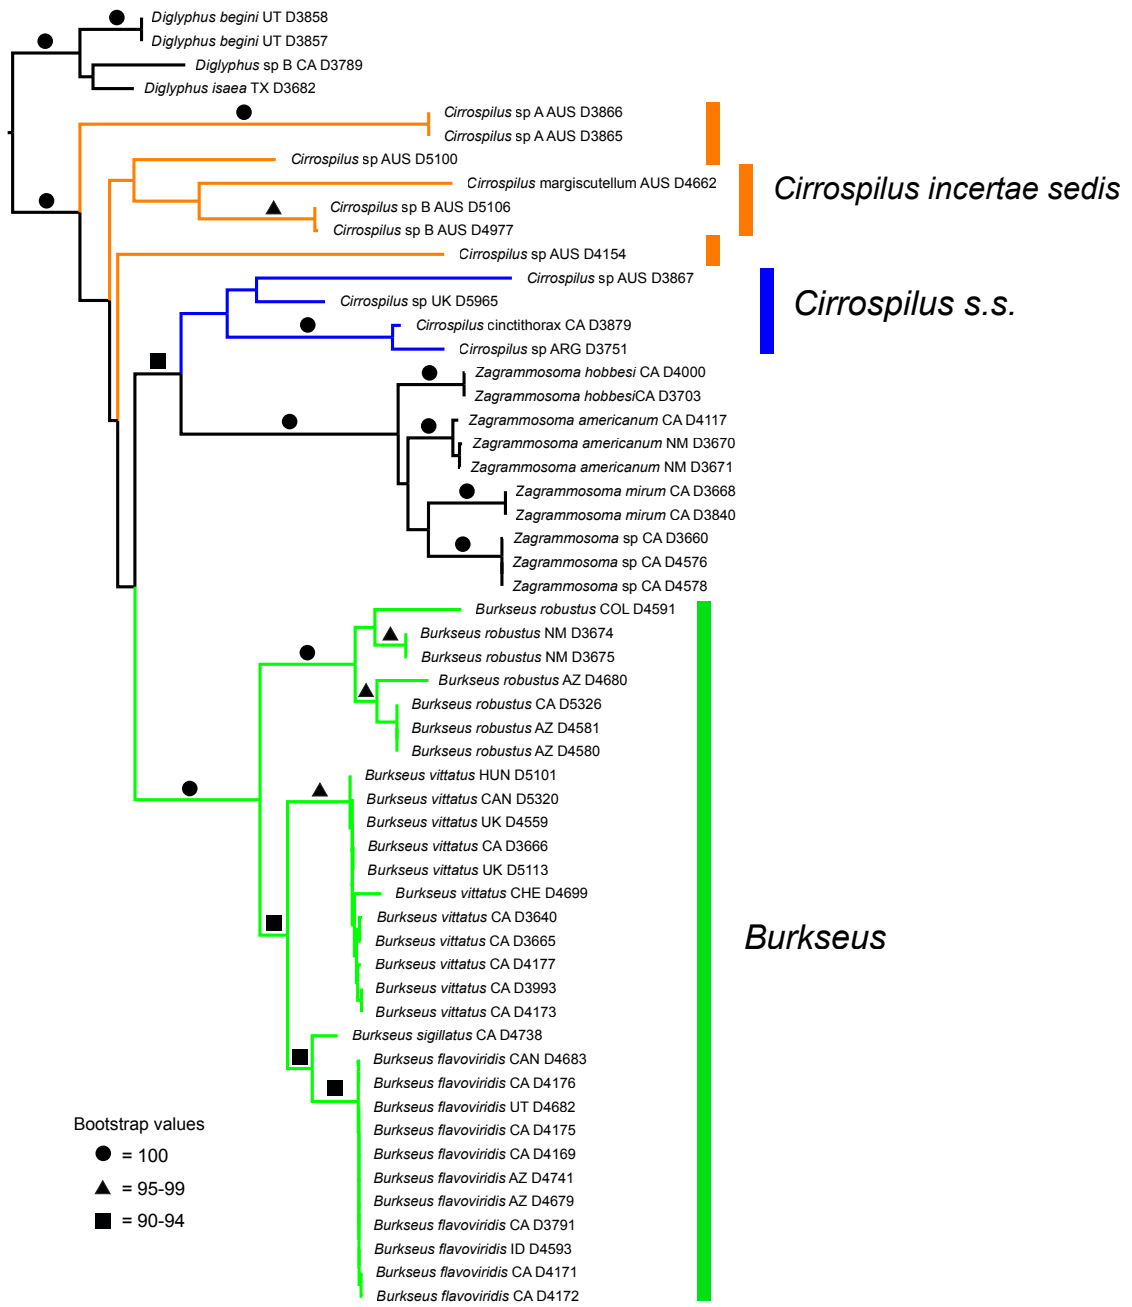 Diglyphus begini UT D3858
Diglyphus begini UT D3857
Diglyphus sp B CA D3789
Diglyphus isaea TX D3682
Cirrospilus sp A AUS D3866
Cirrospilus sp A AUS D3865
Cirrospilus sp AUS D5100
Cirrospilus margiscutellum AUS D4662
Cirrospilus incertae sedis
Cirrospilus sp B AUS D5106
Cirrospilus sp B AUS D4977
Cirrospilus sp AUS D4154
Cirrospilus sp AUS D3867
Cirrospilus sp UK D5965
Cirrospilus s.s.
Cirrospilus cinctithorax CA D3879
Cirrospilus sp ARG D3751
Zagrammosoma hobbesi CA D4000
Zagrammosoma hobbesiCA D3703
Zagrammosoma americanum CA D4117
Zagrammosoma americanum NM D3670
Zagrammosoma americanum NM D3671
Zagrammosoma mirum CA D3668
Zagrammosoma mirum CA D3840
Zagrammosoma sp CA D3660
Zagrammosoma sp CA D4576
Zagrammosoma sp CA D4578
Burkseus robustus COL D4591
Burkseus robustus NM D3674
Burkseus robustus NM D3675
Burkseus robustus AZ D4680
Burkseus robustus CA D5326
Burkseus robustus AZ D4581
Burkseus robustus AZ D4580
Burkseus vittatus HUN D5101
Burkseus vittatus CAN D5320
Burkseus vittatus UK D4559
Burkseus vittatus CA D3666
Burkseus vittatus UK D5113
Burkseus vittatus CHE D4699
Burkseus vittatus CA D3640
Burkseus vittatus CA D3665
Burkseus
Burkseus vittatus CA D4177
Burkseus vittatus CA D3993
Burkseus vittatus CA D4173
Burkseus sigillatus CA D4738
Burkseus flavoviridis CAN D4683
Burkseus flavoviridis CA D4176
Burkseus flavoviridis UT D4682
Burkseus flavoviridis CA D4175
Burkseus flavoviridis CA D4169
Burkseus flavoviridis AZ D4741
Burkseus flavoviridis AZ D4679
Burkseus flavoviridis CA D3791
Burkseus flavoviridis ID D4593
Burkseus flavoviridis CA D4171
Burkseus flavoviridis CA D4172
Bootstrap values
= 100
= 95-99
= 90-94